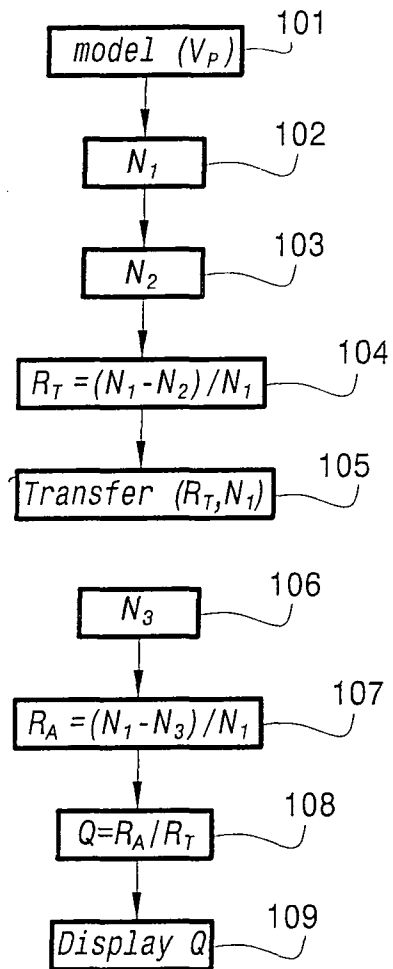 101
model (V_P)
102
N_1
103
N_2
104
R_T = (N_1-N_2)/N_1
105
Transfer (R_T, N_1)
106
N_3
107
R_A = (N_1-N_3)/N_1
108
Q=R_A/R_T
109
Display Q